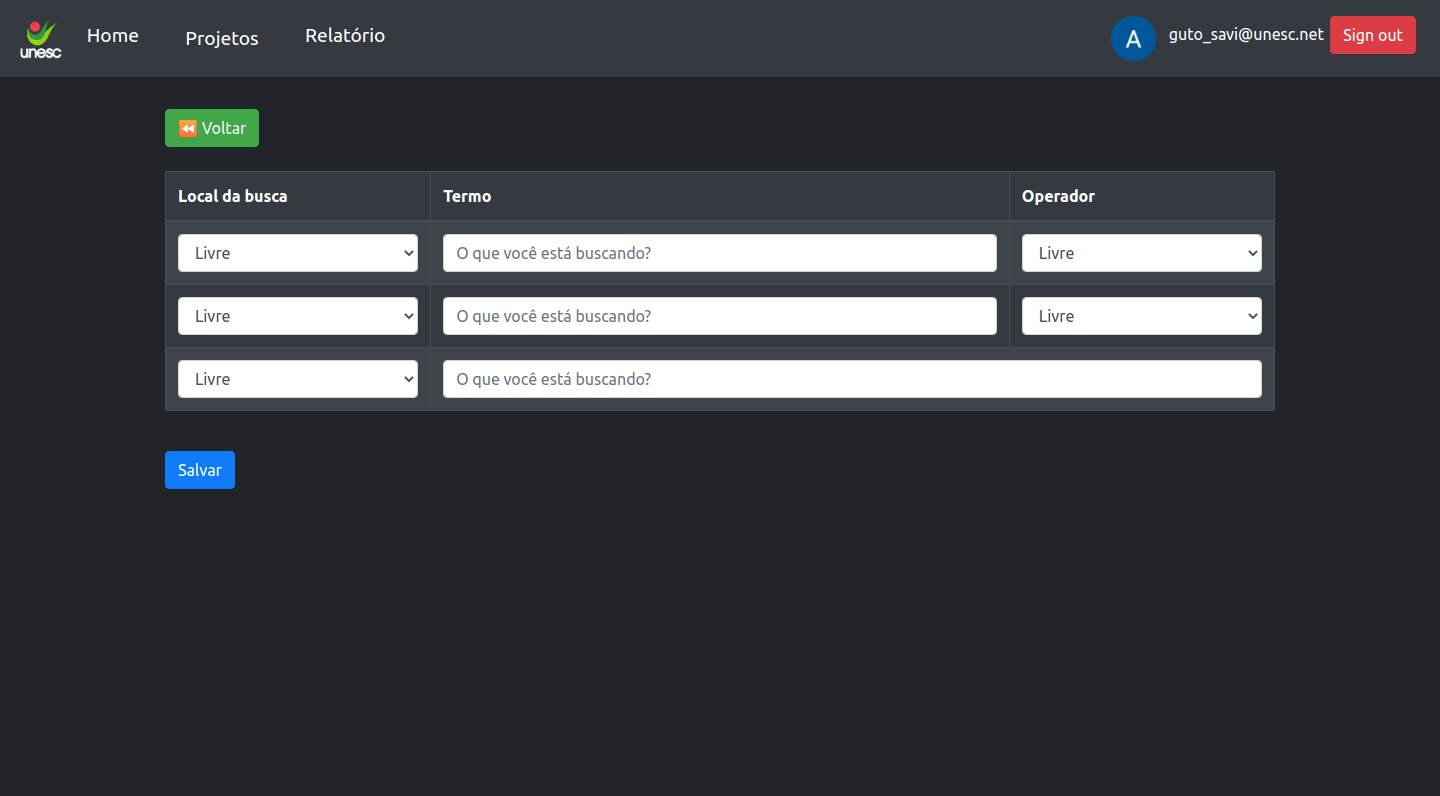 unesc
Home
Projetos
Relatório
A
guto_savi@unesc.net
Sign out
Voltar
Local da busca
Termo
Operador
Livre
O que você está buscando?
Livre
Livre
O que você está buscando?
Livre
Livre
O que você está buscando?
Salvar